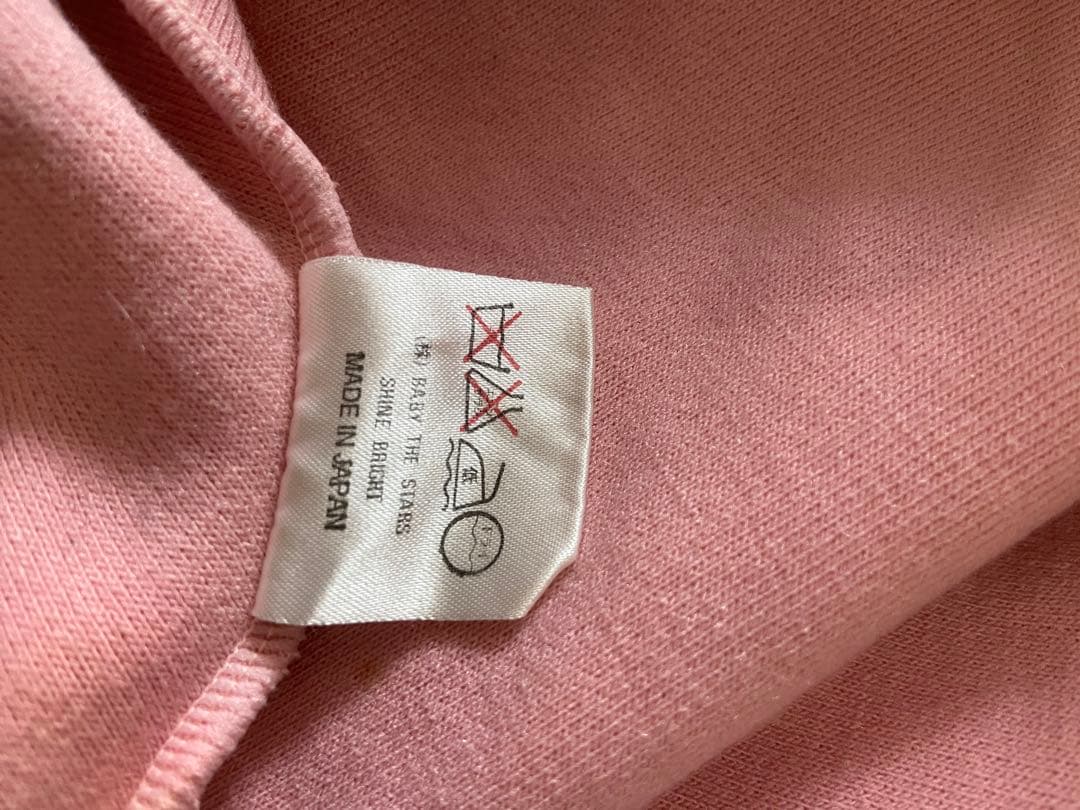 (株) BABY THE STARS
SHINE BRIGHT
MADE IN JAPAN